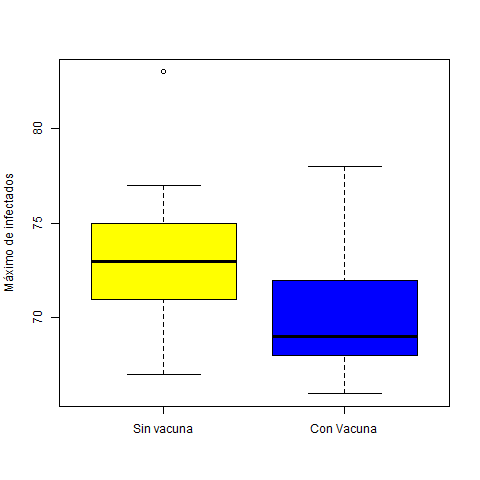 Máximo de infectados
80
75
70
Sin vacuna
Con Vacuna